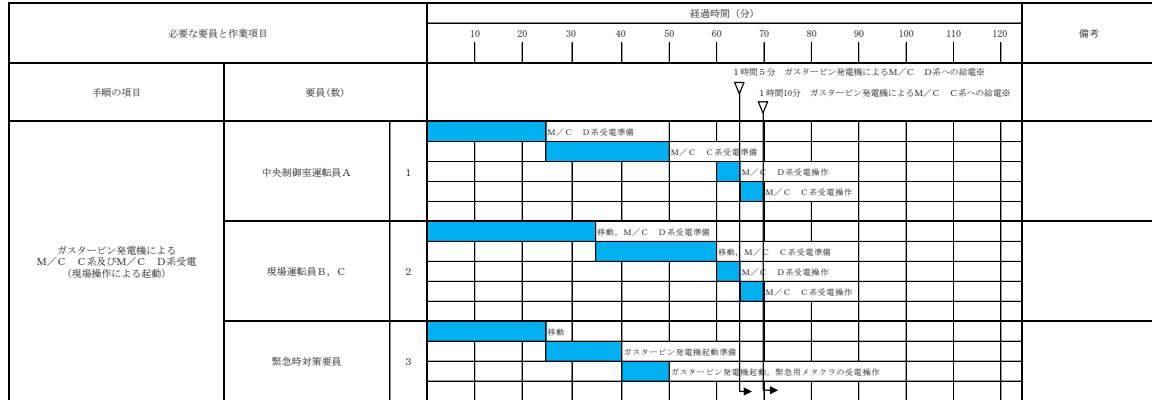 必要な要員と作業項目
経過時間(分)
備考
10 20 30 40 50 60 70 80 90 100 110 120
手順の項目
要員(数)
1時間5分 ガスタービン発電機によるM/C D系への給電※
1時間10分 ガスタービン発電機によるM/C C系への給電※
ガスタービン発電機による
M/C C系及びM/C D系受電
(現場操作による起動)
中央制御室運転員A
1
M/C D系受電準備
M/C C系受電準備
M/C D系受電操作
M/C C系受電操作
現場運転員B,C
2
移動,M/C D系受電準備
移動,M/C C系受電準備
M/C D系受電操作
M/C C系受電操作
緊急時対策要員
3
移動
ガスタービン発電機起動準備
ガスタービン発電機起動,緊急用メタクラの受電操作